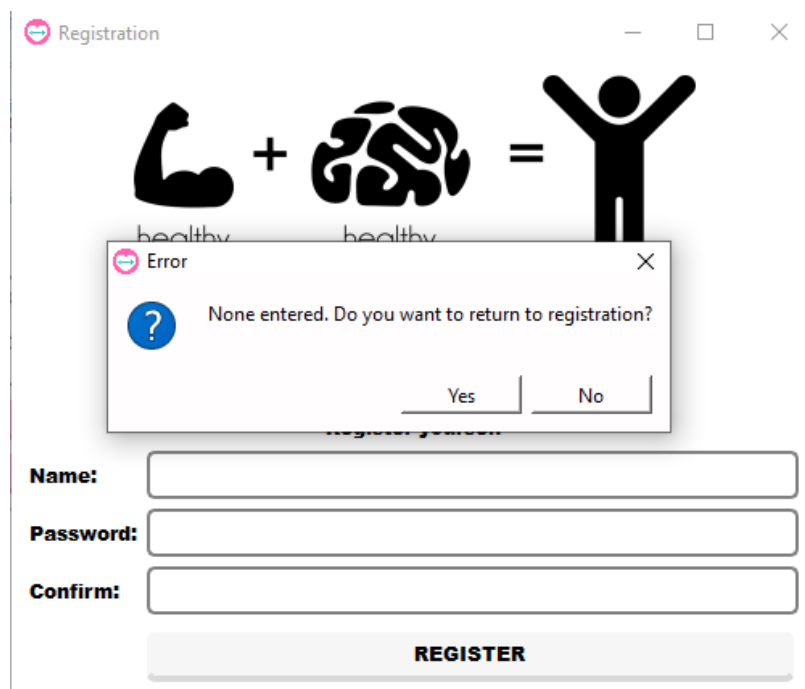 Registration
+ =
healthy healthy
Error
None entered. Do you want to return to registration?
Yes No
Name:
Password:
Confirm:
REGISTER